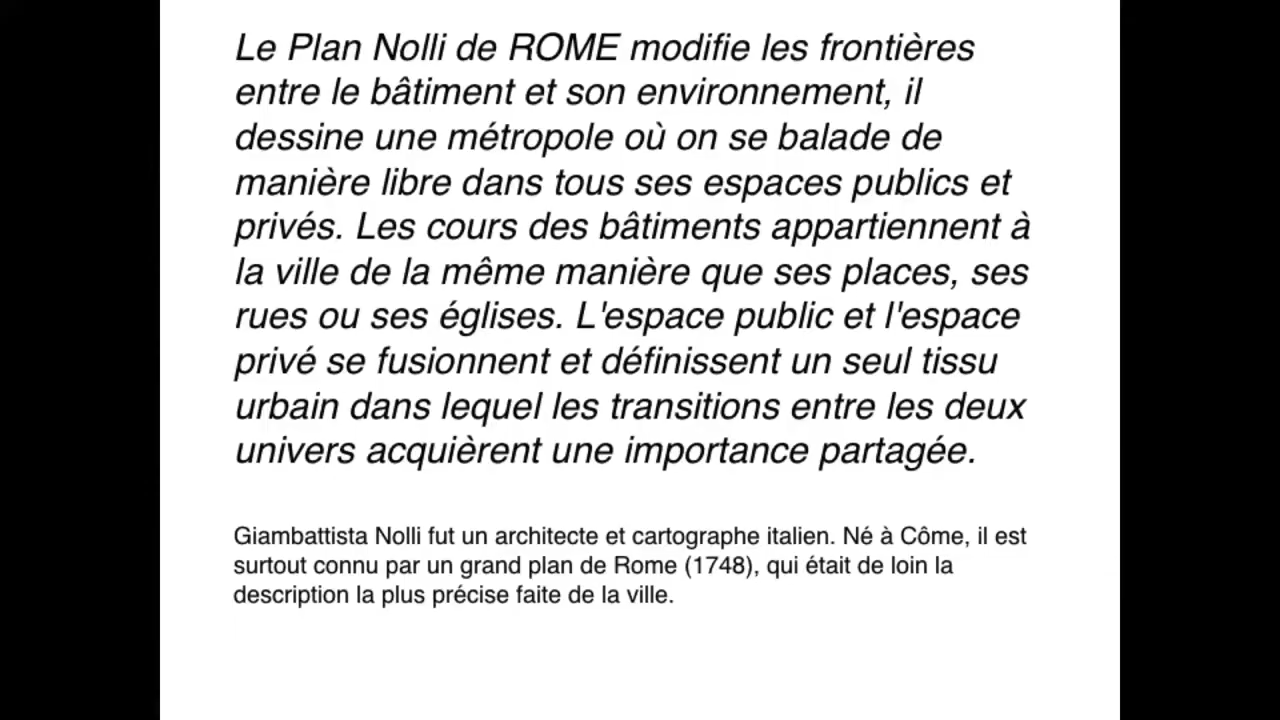 Le Plan Nolli de ROME modifie les frontières
entre le bâtiment et son environnement, il
dessine une métropole où on se balade de
manière libre dans tous ses espaces publics et
privés. Les cours des bâtiments appartiennent à
la ville de la même manière que ses places, ses
rues ou ses églises. L'espace public et l'espace
privé se fusionnent et définissent un seul tissu
urbain dans lequel les transitions entre les deux
univers acquièrent une importance partagée.
Giambattista Nolli fut un architecte et cartographe italien. Né à Côme, il est
surtout connu par un grand plan de Rome (1748), qui était de loin la
description la plus précise faite de la ville.